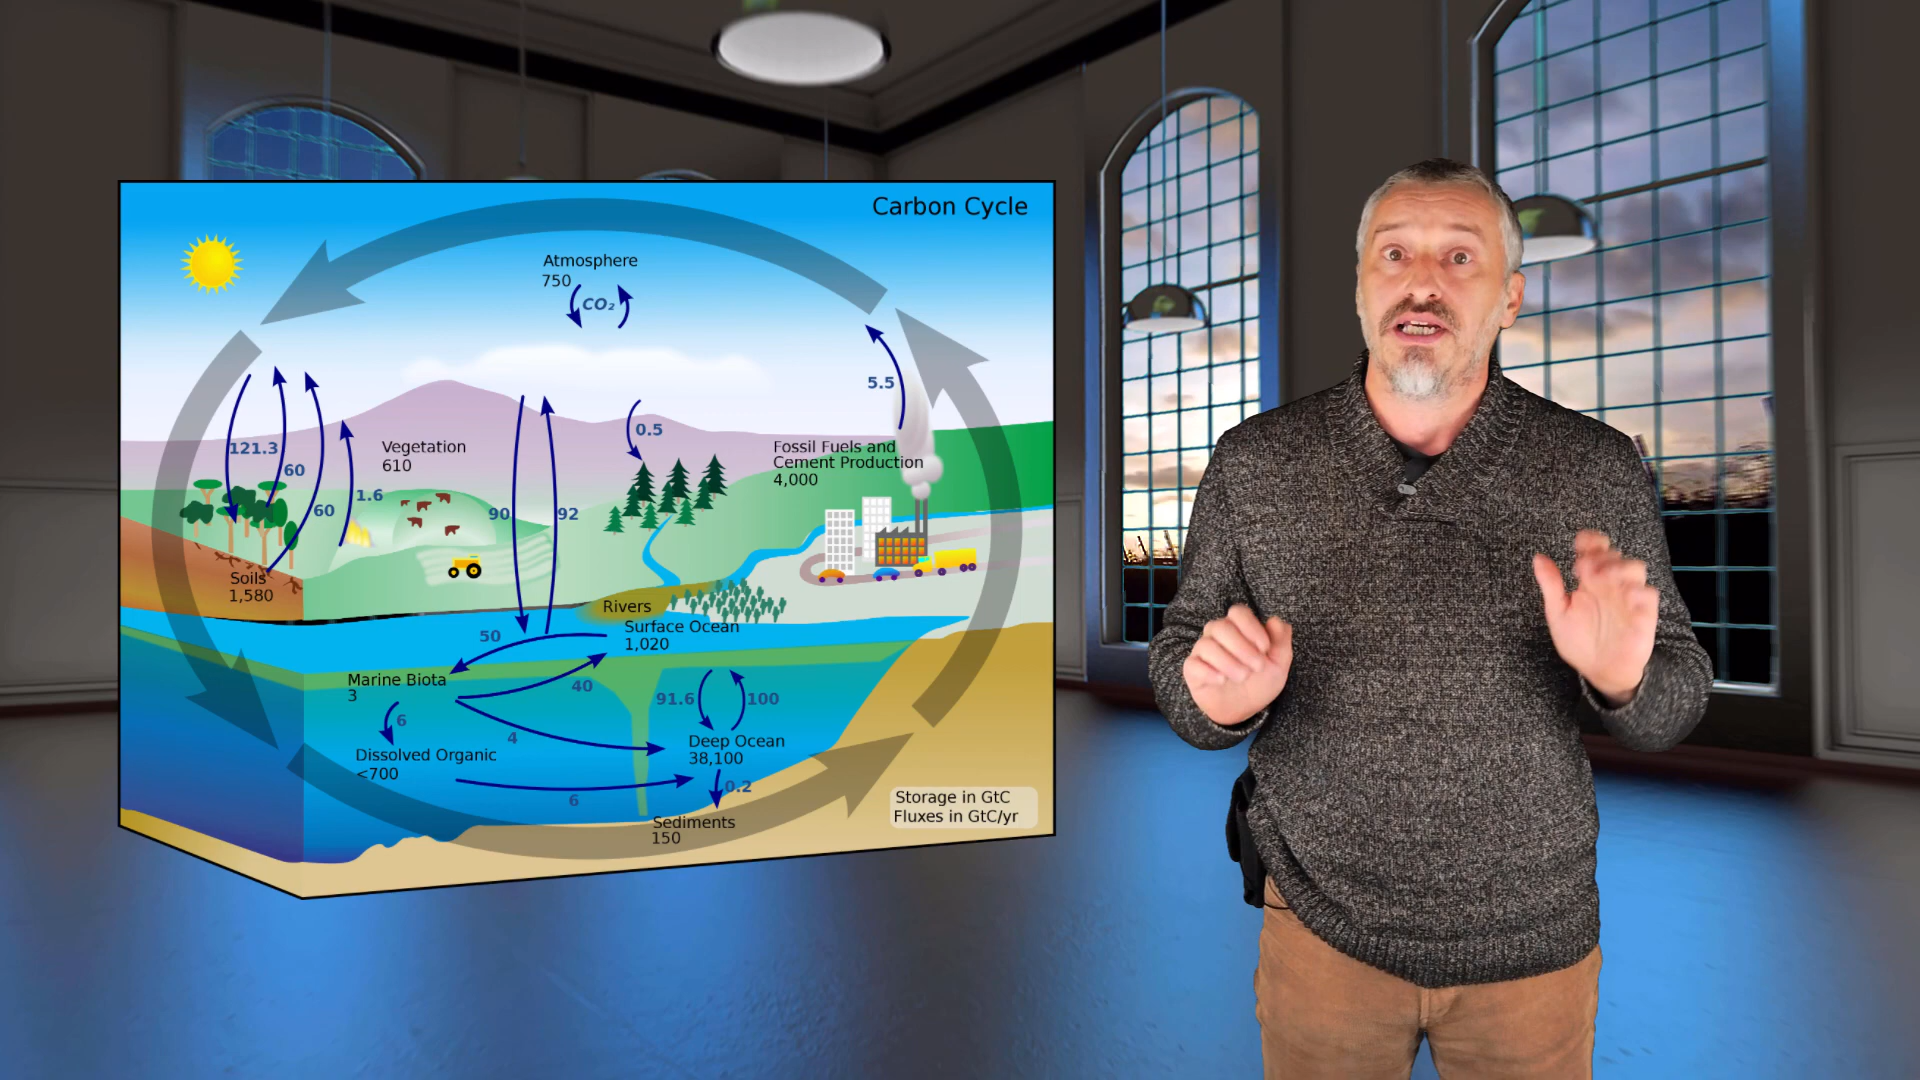 Carbon Cycle
Atmosphere
750
CO₂
5.5
121.3
60
60
1.6
Vegetation
610
90
92
0.5
Fossil Fuels and
Cement Production
4,000
Soils
1,580
Rivers
Surface Ocean
1,020
50
Marine Biota
3
40
6
4
91.6
100
Dissolved Organic
<700
Deep Ocean
38,100
6
0.2
Sediments
150
Storage in GtC
Fluxes in GtC/yr